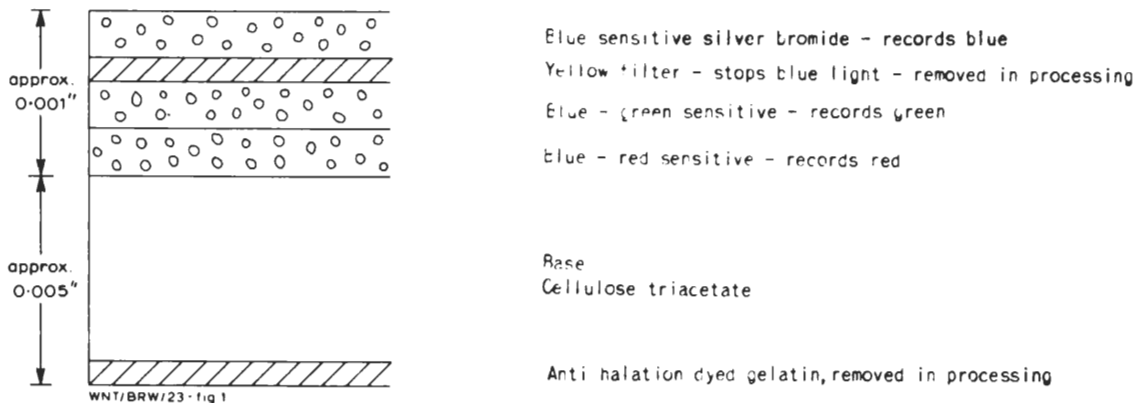 Blue sensitive silver bromide - records blue
Yellow filter - stops blue light - removed in processing
approx.
0·001"
Blue - green sensitive - records green
Blue - red sensitive - records red
approx.
0·005"
Base
Cellulose triacetate
Anti halation dyed gelatin, removed in processing
WNT/BRW/23 - fig 1